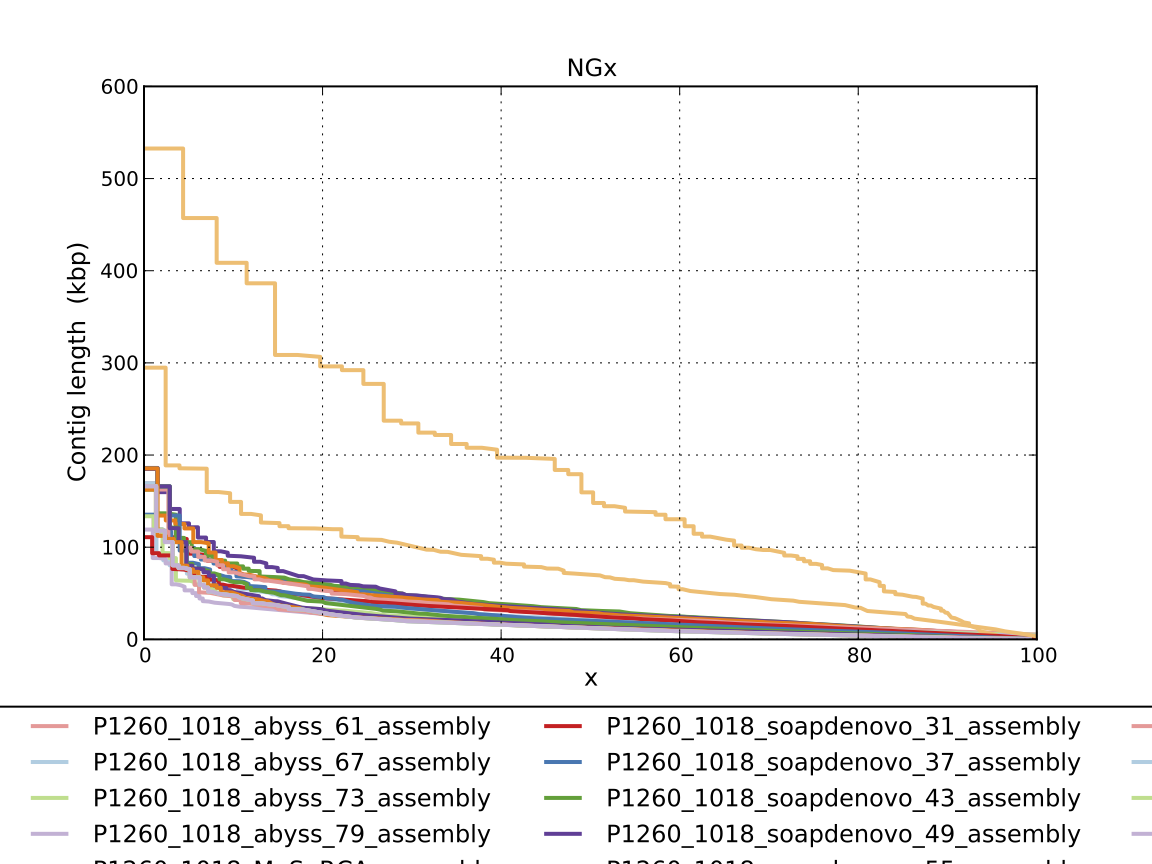 NGx
600
500
400
300
200
100
0
Contig length (kbp)
0 20 40 60 80 100
x
P1260_1018_abyss_61_assembly P1260_1018_soapdenovo_31_assembly
P1260_1018_abyss_67_assembly P1260_1018_soapdenovo_37_assembly
P1260_1018_abyss_73_assembly P1260_1018_soapdenovo_43_assembly
P1260_1018_abyss_79_assembly P1260_1018_soapdenovo_49_assembly